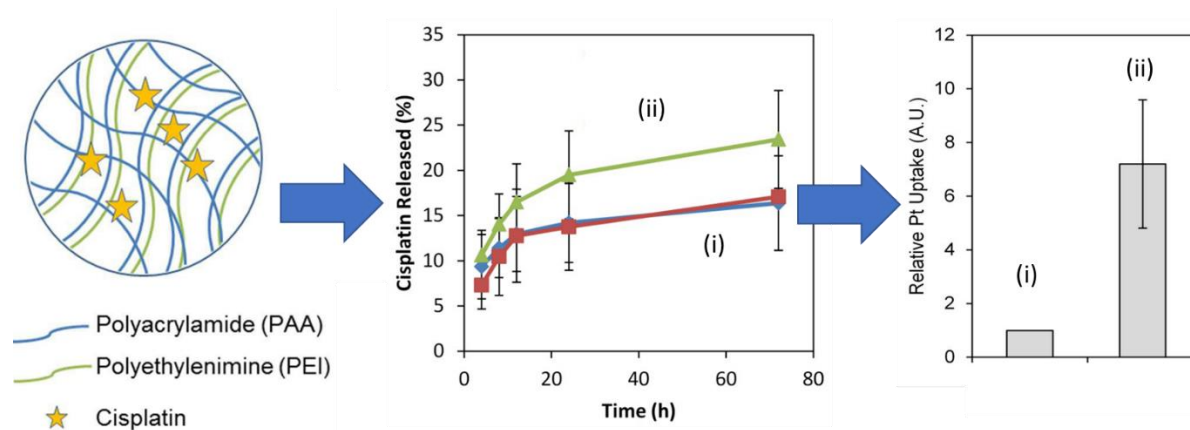 Polyacrylamide (PAA)
Polyethylenimine (PEI)
Cisplatin
Cisplatin Released (%)
35
30
25
20
15
10
5
0
0 20 40 60 80
Time (h)
(ii)
(i)
Relative Pt Uptake (A.U.)
12
10
8
6
4
2
0
(i)
(ii)